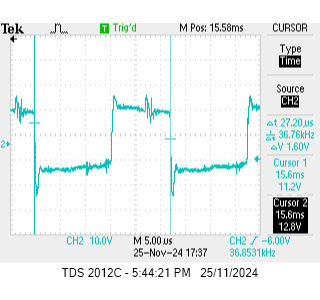 Tek
T Trig'd
M Pos: 15.58ms
CURSOR
Type
Time
Source
CH2
Δt 27.20µs
1/Δt 36.76kHz
ΔV 1.60V
Cursor 1
15.6ms
11.2V
Cursor 2
15.6ms
12.8V
2
CH2 10.0V
M 5.00µs
CH2 / -6.00V
25-Nov-24 17:37
36.8531kHz
TDS 2012C - 5:44:21 PM 25/11/2024